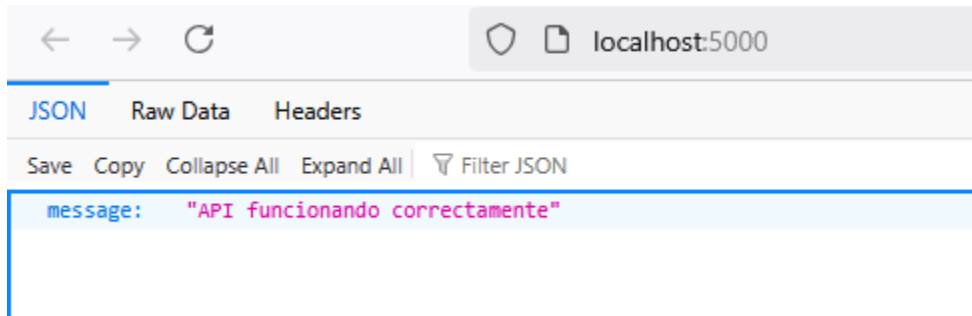 localhost:5000
JSON Raw Data Headers
Save Copy Collapse All Expand All Filter JSON
message: "API funcionando correctamente"